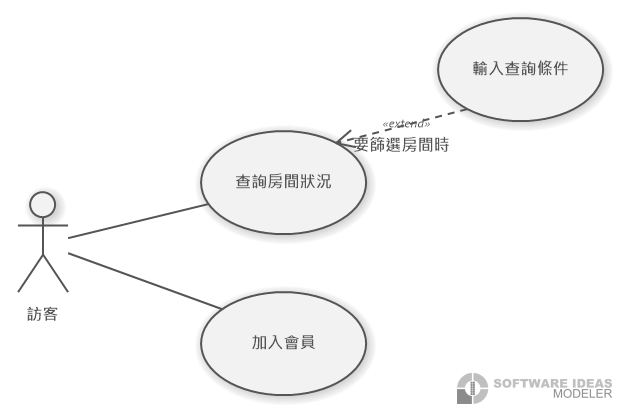 輸入查詢條件
«extend»
要篩選房間時
查詢房間狀況
訪客
加入會員
SOFTWARE IDEAS
MODELER